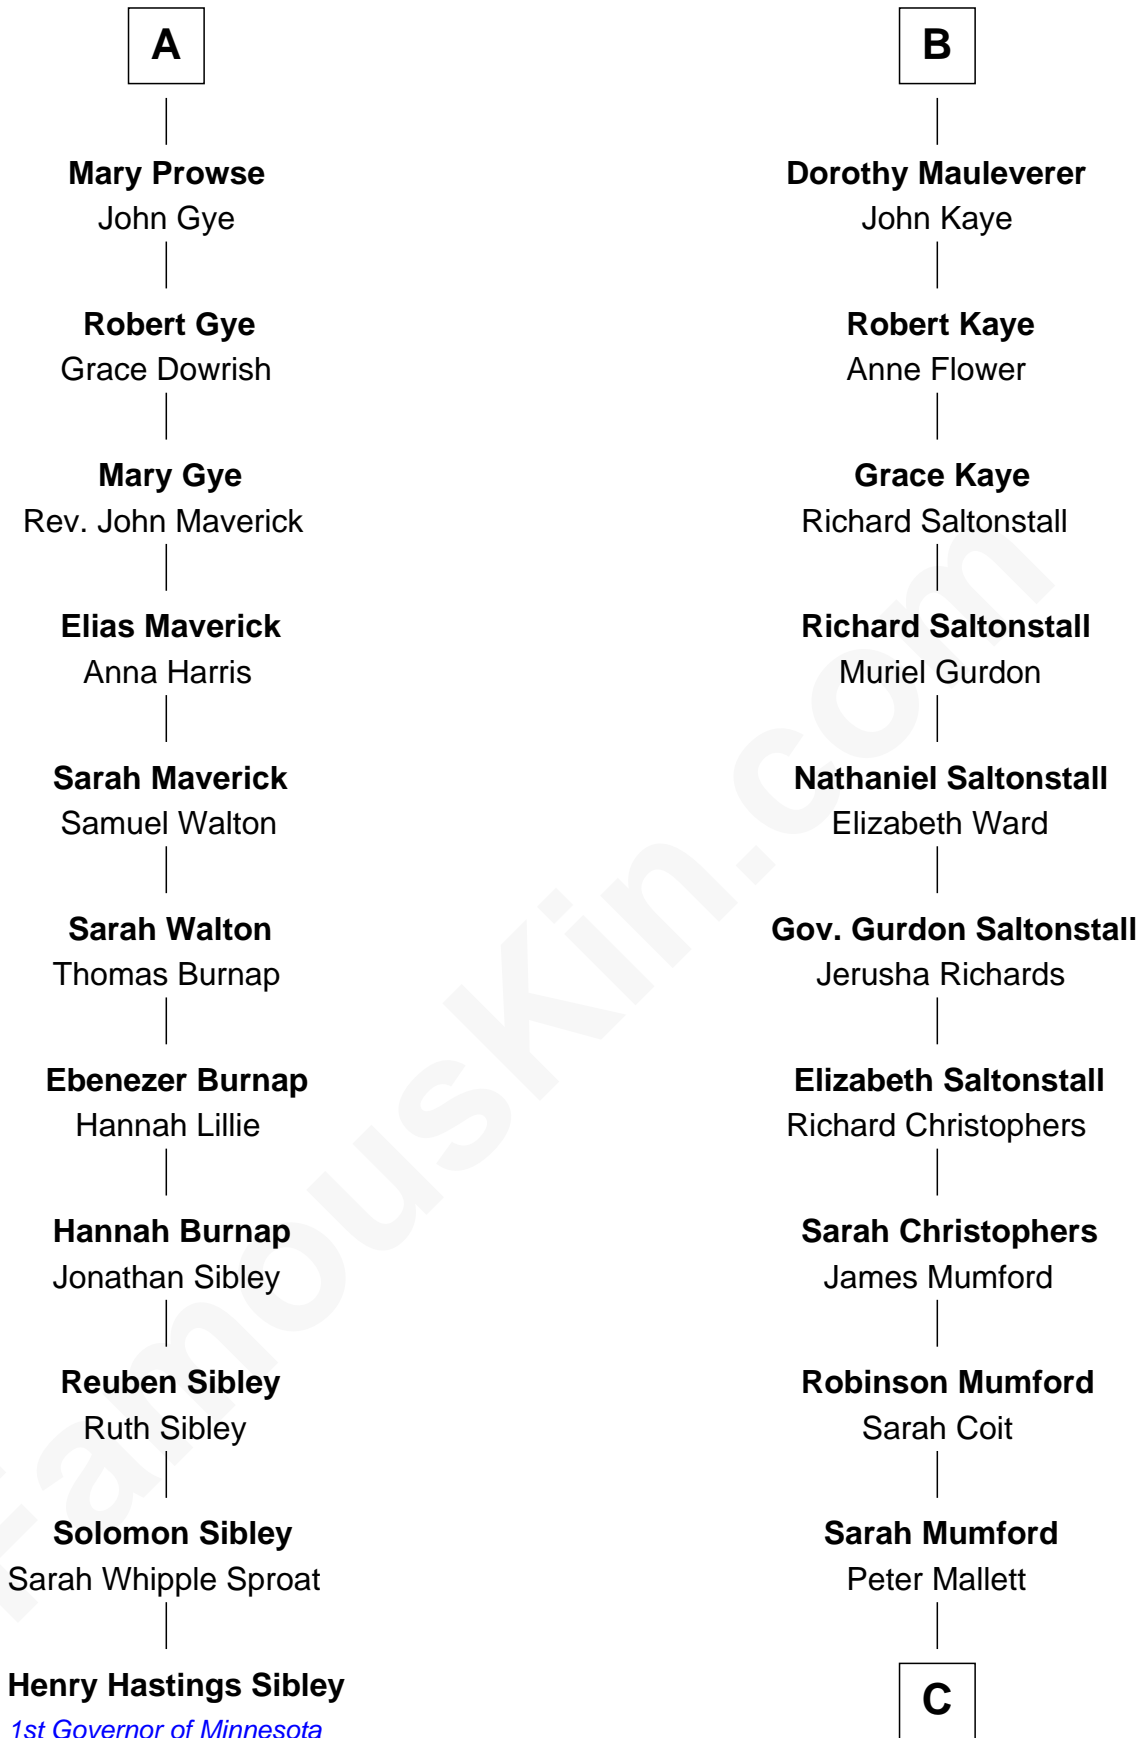 A
Mary Prowse
John Gye
Robert Gye
Grace Dowrish
Mary Gye
Rev. John Maverick
Elias Maverick
Anna Harris
Sarah Maverick
Samuel Walton
Sarah Walton
Thomas Burnap
Ebenezer Burnap
Hannah Lillie
Hannah Burnap
Jonathan Sibley
Reuben Sibley
Ruth Sibley
Solomon Sibley
Sarah Whipple Sproat
Henry Hastings Sibley
1st Governor of Minnesota
B
Dorothy Mauleverer
John Kaye
Robert Kaye
Anne Flower
Grace Kaye
Richard Saltonstall
Richard Saltonstall
Muriel Gurdon
Nathaniel Saltonstall
Elizabeth Ward
Gov. Gurdon Saltonstall
Jerusha Richards
Elizabeth Saltonstall
Richard Christophers
Sarah Christophers
James Mumford
Robinson Mumford
Sarah Coit
Sarah Mumford
Peter Mallett
C
FamousKin.com